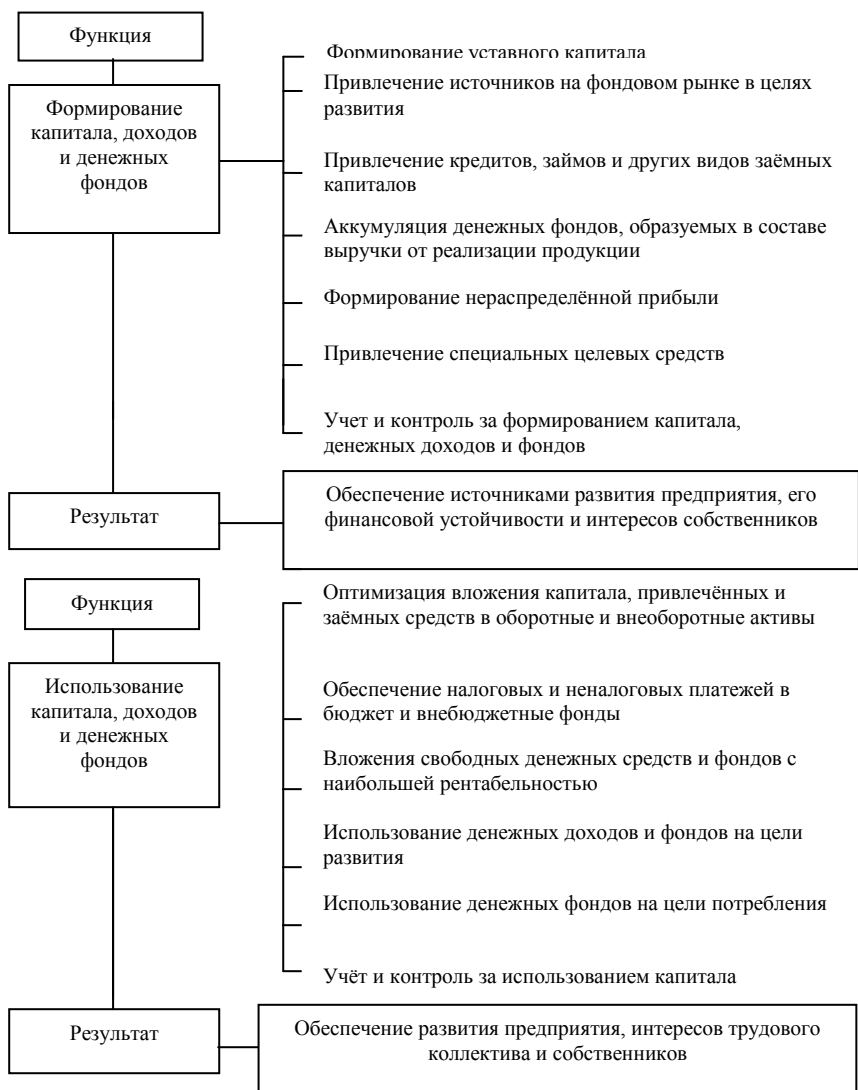 Функция
Формирование
капитала, доходов
и денежных
фондов
Формирование уставного капитала
Привлечение источников на фондовом рынке в целях
развития
Привлечение кредитов, займов и других видов заёмных
капиталов
Аккумуляция денежных фондов, образуемых в составе
выручки от реализации продукции
Формирование нераспределённой прибыли
Привлечение специальных целевых средств
Учет и контроль за формированием капитала,
денежных доходов и фондов
Результат
Обеспечение источниками развития предприятия, его
финансовой устойчивости и интересов собственников
Функция
Использование
капитала, доходов
и денежных
фондов
Оптимизация вложения капитала, привлечённых и
заёмных средств в оборотные и внеоборотные активы
Обеспечение налоговых и неналоговых платежей в
бюджет и внебюджетные фонды
Вложения свободных денежных средств и фондов с
наибольшей рентабельностью
Использование денежных доходов и фондов на цели
развития
Использование денежных фондов на цели потребления
Учёт и контроль за использованием капитала
Результат
Обеспечение развития предприятия, интересов трудового
коллектива и собственников